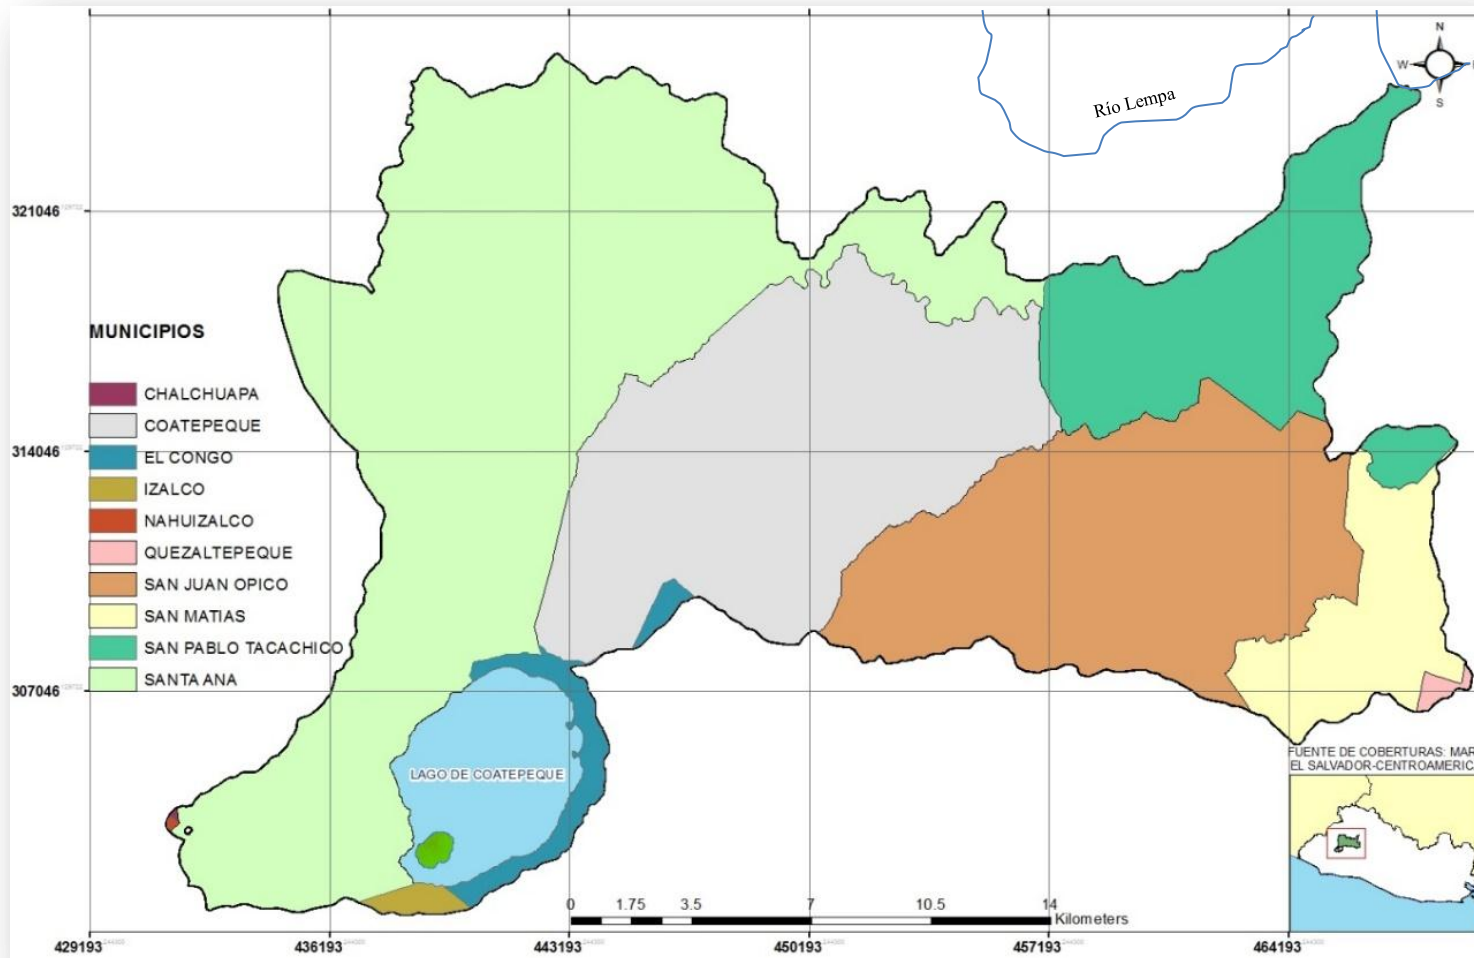 N
W
S
Río Lempa
321046
MUNICIPIOS
CHALCHUAPA
COATEPEQUE
314046
EL CONGO
IZALCO
NAHUIZALCO
QUEZALTEPEQUE
SAN JUAN OPICO
SAN MATIAS
SAN PABLO TACACHICO
SANTA ANA
307046
LAGO DE COATEPEQUE
FUENTE DE COBERTURAS: MAR
EL SALVADOR-CENTROAMERIC
0 1.75 3.5 7 10.5 14
Kilometers
429193 436193 443193 450193 457193 464193